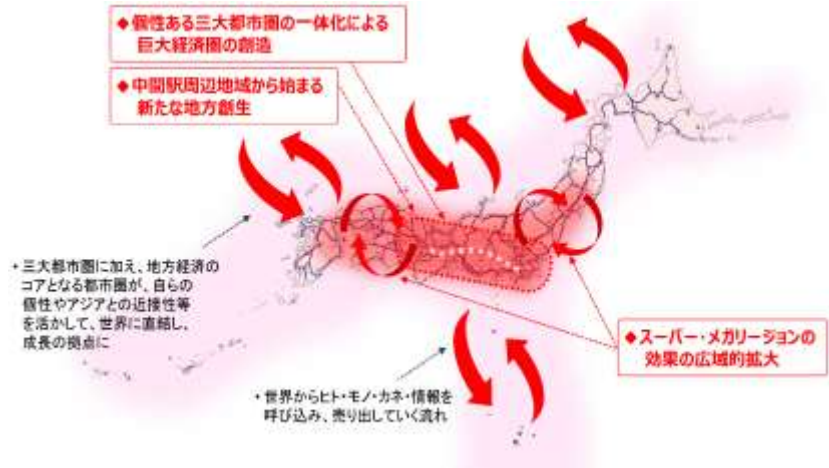 ◆個性ある三大都市圏の一体化による
巨大経済圏の創造
◆中間駅周辺地域から始まる
新たな地方創生
・三大都市圏に加え、地方経済の
コアとなる都市圏が、自らの
個性やアジアとの近接性等
を活かして、世界に直結し、
成長の拠点に
◆スーパー・メガリージョンの
効果の広域的拡大
・世界からヒト・モノ・カネ・情報を
呼び込み、売り出していく流れ